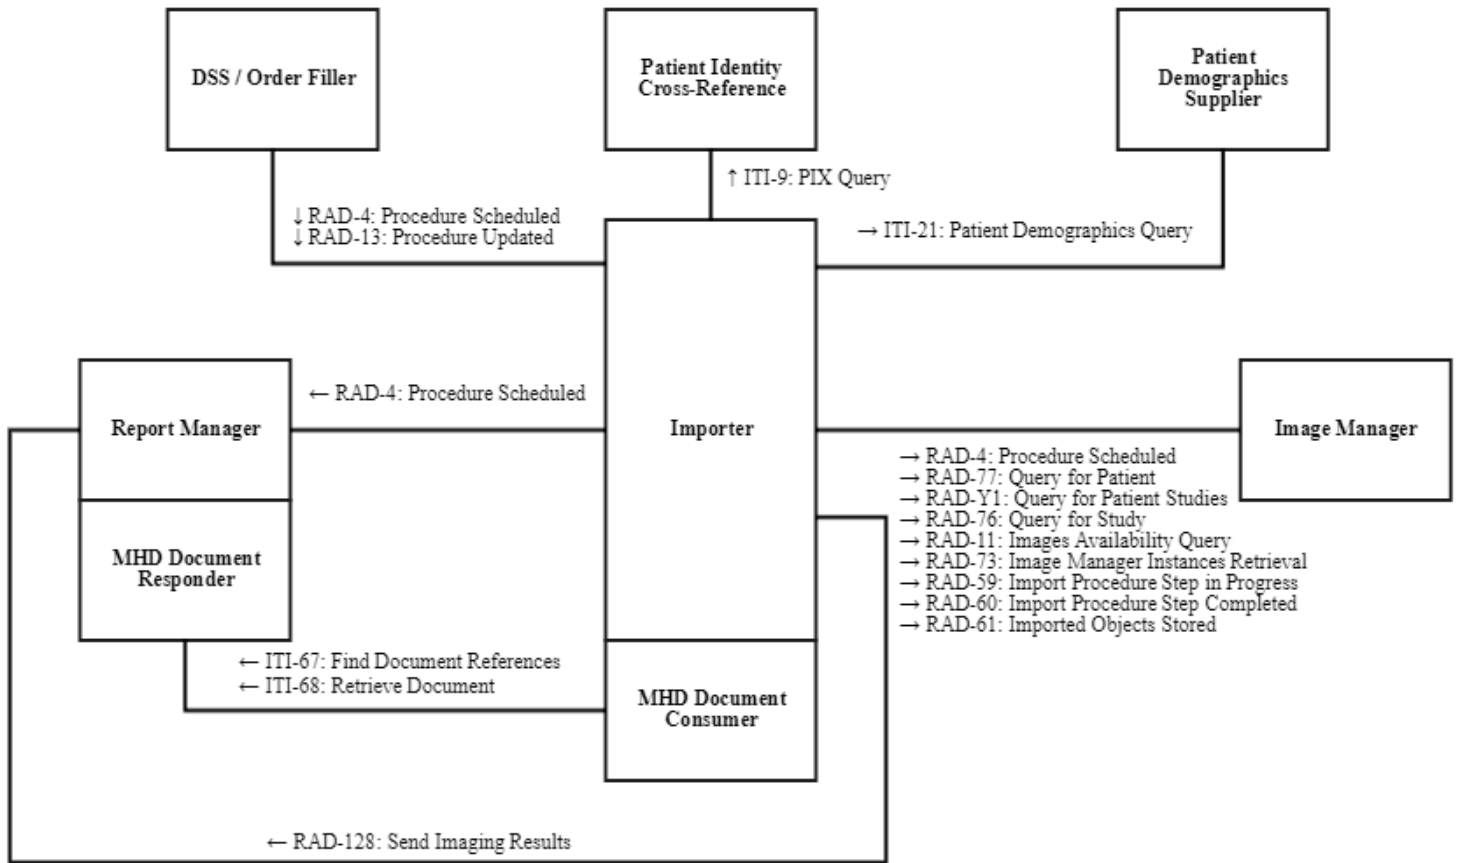 DSS / Order Filler
Patient Identity
Cross-Reference
Patient
Demographics
Supplier
↑ ITI-9: PIX Query
↓ RAD-4: Procedure Scheduled
↓ RAD-13: Procedure Updated
→ ITI-21: Patient Demographics Query
← RAD-4: Procedure Scheduled
Report Manager
Importer
Image Manager
→ RAD-4: Procedure Scheduled
→ RAD-77: Query for Patient
→ RAD-Y1: Query for Patient Studies
→ RAD-76: Query for Study
→ RAD-11: Images Availability Query
→ RAD-73: Image Manager Instances Retrieval
→ RAD-59: Import Procedure Step in Progress
→ RAD-60: Import Procedure Step Completed
→ RAD-61: Imported Objects Stored
MHD Document
Responder
← ITI-67: Find Document References
← ITI-68: Retrieve Document
MHD Document
Consumer
← RAD-128: Send Imaging Results